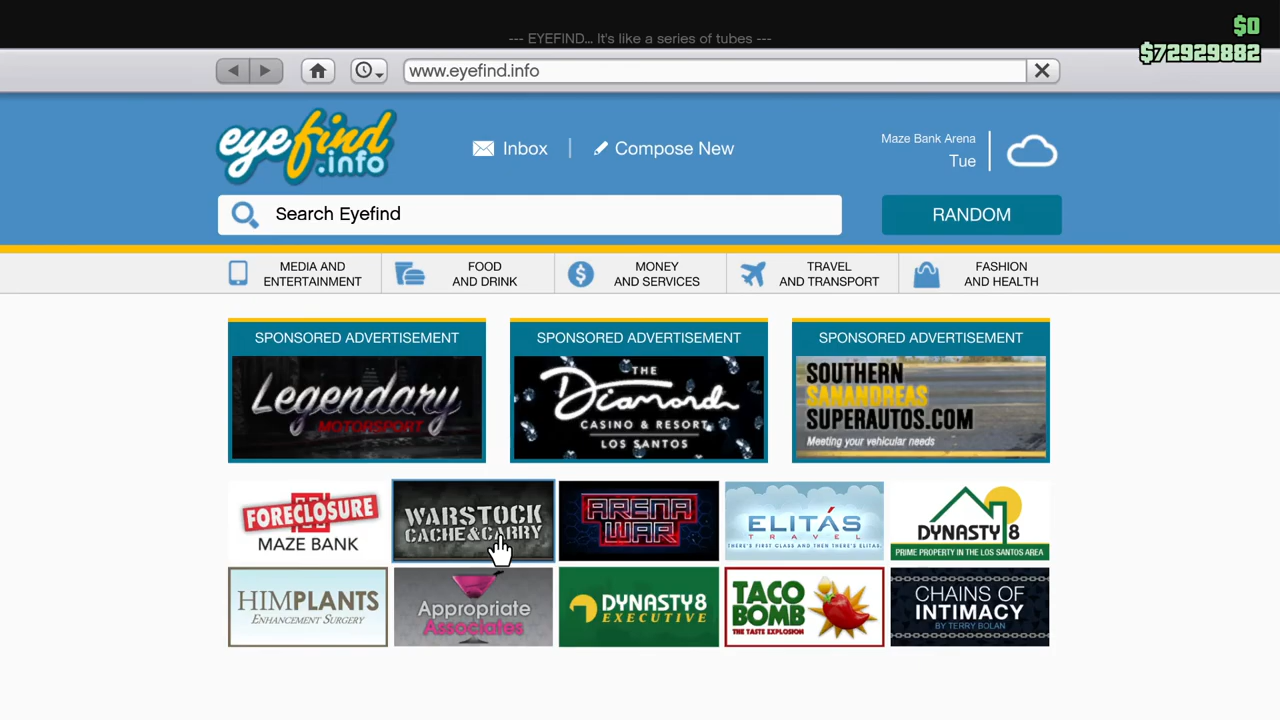 $0
--- EYEFIND... It's like a series of tubes ---
$72929882
www.eyefind.info
eyefind
.info
Inbox
Compose New
Maze Bank Arena
Tue
Search Eyefind
RANDOM
MEDIA AND
ENTERTAINMENT
FOOD
AND DRINK
MONEY
AND SERVICES
TRAVEL
AND TRANSPORT
FASHION
AND HEALTH
SPONSORED ADVERTISEMENT
Legendary
MOTORSPORT
SPONSORED ADVERTISEMENT
THE
Diamond
CASINO & RESORT
LOS SANTOS
SPONSORED ADVERTISEMENT
SOUTHERN
SANANDREAS
SUPERAUTOS.COM
Meeting your vehicular needs
FORECLOSURE
MAZE BANK
WARSTOCK
CACHE&CARRY
ARENA
WAR
ELITÁS
TRAVEL
THERE'S FIRST CLASS AND THEN THERE'S ELITAS.
DYNASTY 8
PRIME PROPERTY IN THE LOS SANTOS AREA
HIMPLANTS
ENHANCEMENT SURGERY
Appropriate
Associates
DYNASTY8
EXECUTIVE
TACO
BOMB
THE TASTE EXPLOSION
CHAINS OF
INTIMACY
BY TERRY BOLAN